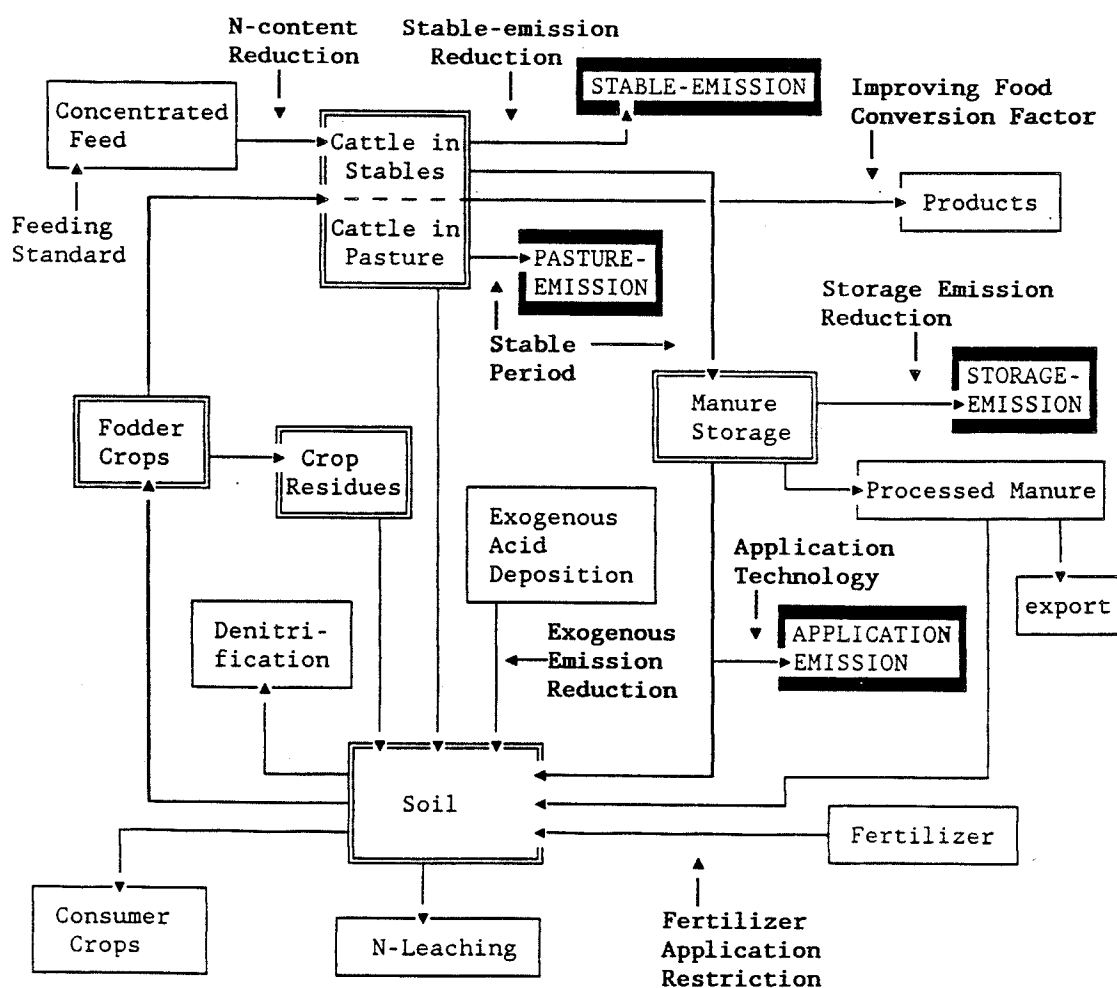 N-content
Reduction
Stable-emission
Reduction
STABLE-EMISSION
Improving Food
Conversion Factor
Concentrated
Feed
Cattle in
Stables
Cattle in
Pasture
Products
Feeding
Standard
PASTURE-
EMISSION
Storage Emission
Reduction
Stable
Period
STORAGE-
EMISSION
Manure
Storage
Fodder
Crops
Crop
Residues
Processed Manure
Exogenous
Acid
Deposition
Application
Technology
export
Denitri-
fication
Exogenous
Emission
Reduction
APPLICATION
EMISSION
Soil
Fertilizer
Consumer
Crops
N-Leaching
Fertilizer
Application
Restriction